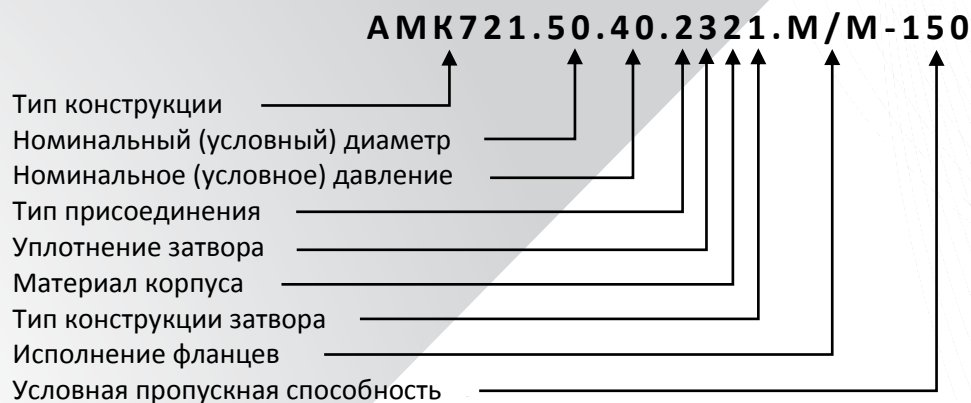 АМК721.50.40.2321.М/М-150
Тип конструкции
Номинальный (условный) диаметр
Номинальное (условное) давление
Тип присоединения
Уплотнение затвора
Материал корпуса
Тип конструкции затвора
Исполнение фланцев
Условная пропускная способность